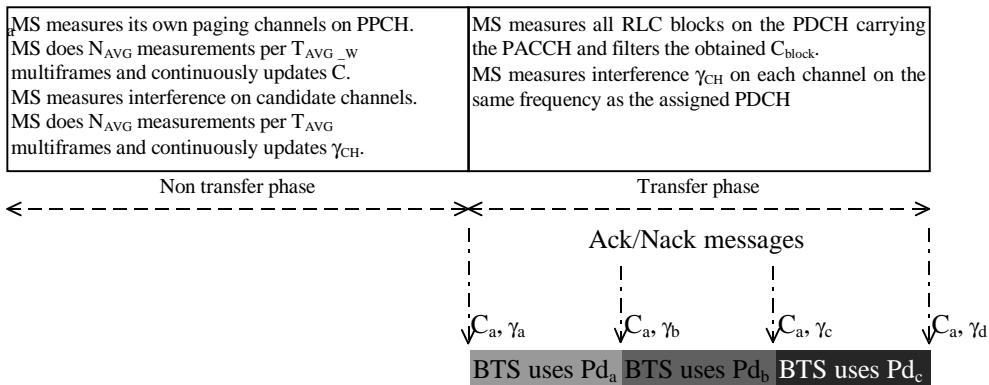 a
MS measures its own paging channels on PPCH.
MS does N_AVG measurements per T_AVG_W
multiframes and continuously updates C.
MS measures interference on candidate channels.
MS does N_AVG measurements per T_AVG
multiframes and continuously updates γ_CH.
MS measures all RLC blocks on the PDCH carrying
the PACCH and filters the obtained C_block.
MS measures interference γ_CH on each channel on the
same frequency as the assigned PDCH
Non transfer phase
Transfer phase
Ack/Nack messages
C_a, γ_a
C_a, γ_b
C_a, γ_c
C_a, γ_d
BTS uses Pd_a
BTS uses Pd_b
BTS uses Pd_c